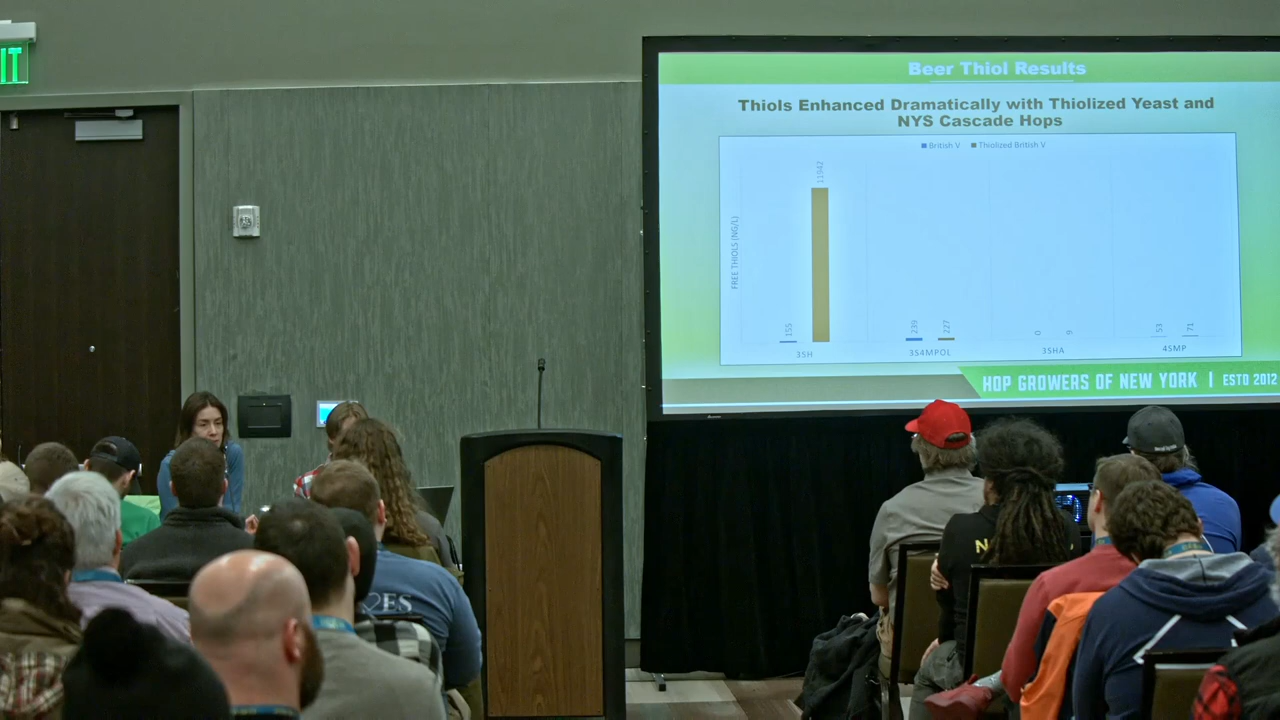 IT
Beer Thiol Results
Thiols Enhanced Dramatically with Thiolized Yeast and
NYS Cascade Hops
British V Thiolized British V
FREE THIOLS (NG/L)
155
11042
239
227
0
9
53
71
3SH 3S4MPOL 3SHA 4SMP
HOP GROWERS OF NEW YORK | ESTD 2012